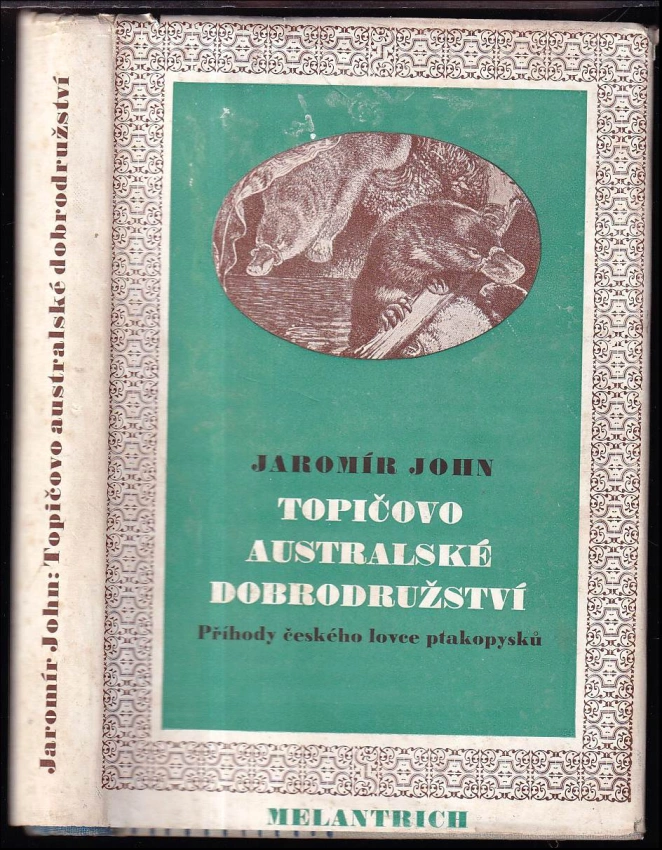 Jaromír John: Topičovo australské dobrodružství
JAROMÍR JOHN
TOPIČOVO
AUSTRALSKÉ
DOBRODRUŽSTVÍ
Příhody českého lovce ptakopysků
MELANTRICH